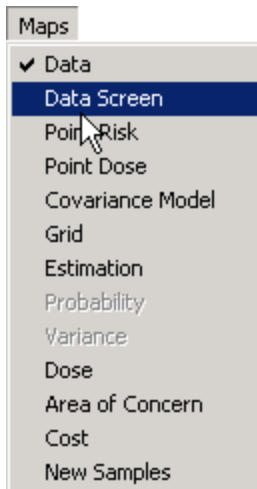 Maps
Data
Data Screen
Point Risk
Point Dose
Covariance Model
Grid
Estimation
Probability
Variance
Dose
Area of Concern
Cost
New Samples